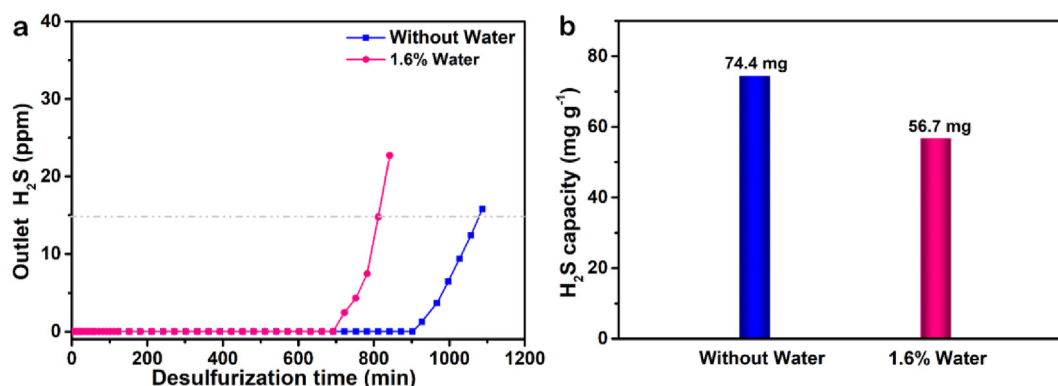 a
Without Water
1.6% Water
Outlet H₂S (ppm)
40
30
20
10
0
0 200 400 600 800 1000 1200
Desulfurization time (min)
b
H₂S capacity (mg g⁻¹)
80
60
40
20
0
74.4 mg
56.7 mg
Without Water 1.6% Water